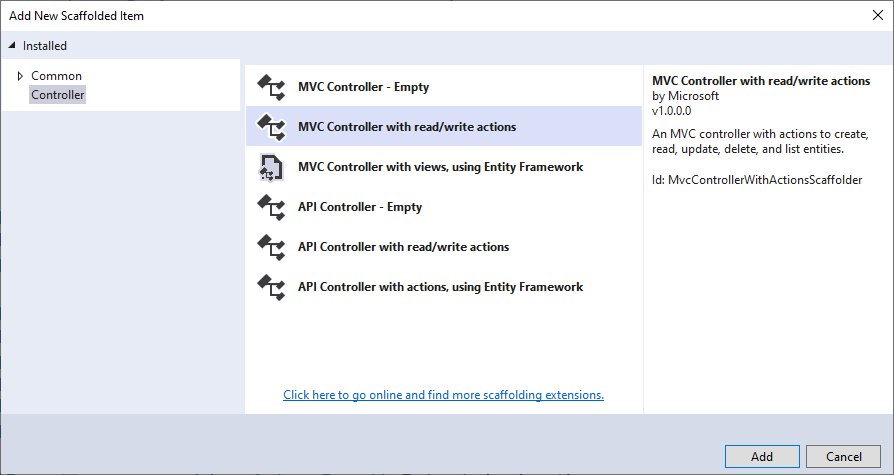 Add New Scaffolded Item
Installed
Common
Controller
MVC Controller - Empty
MVC Controller with read/write actions
MVC Controller with views, using Entity Framework
API Controller - Empty
API Controller with read/write actions
API Controller with actions, using Entity Framework
Click here to go online and find more scaffolding extensions.
MVC Controller with read/write actions
by Microsoft
v1.0.0.0
An MVC controller with actions to create,
read, update, delete, and list entities.
Id: MvcControllerWithActionsScaffolder
Add
Cancel